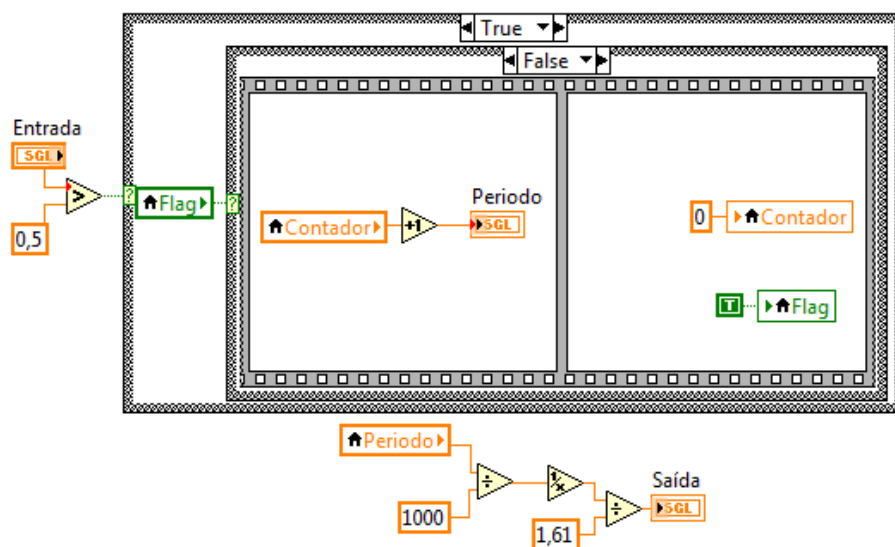 True
False
Entrada
SGL
>
0,5
?
Flag
?
Contador
+1
Periodo
SGL
0
Contador
T
Flag
Periodo
÷
1000
1/x
÷
1,61
Saída
SGL